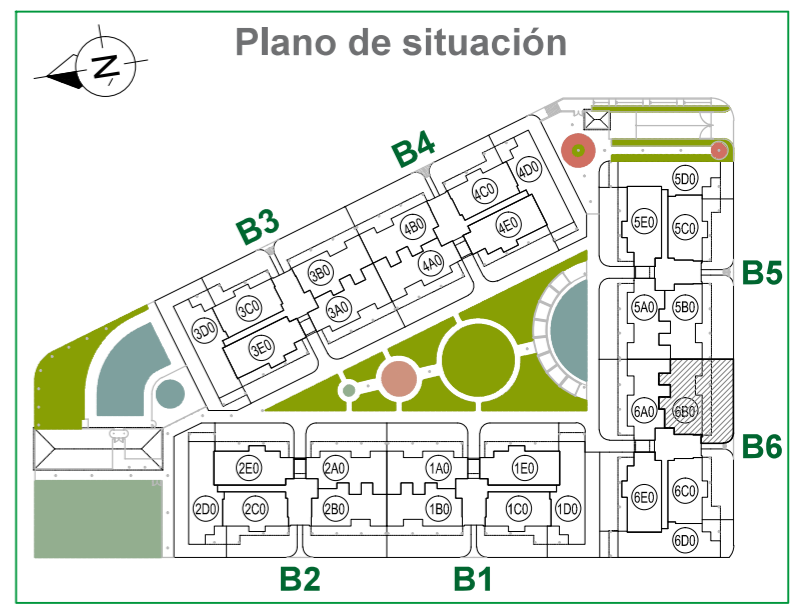 Plano de situación
N
B4
B3
4D0
4C0
4B0
4E0
4A0
3B0
3C0
3A0
3D0
3E0
5D0
5E0
5C0
B5
5A0
5B0
6A0
6B0
B6
6E0
6C0
6D0
2E0
2A0
1A0
1E0
2D0
2C0
2B0
1B0
1C0
1D0
B2
B1